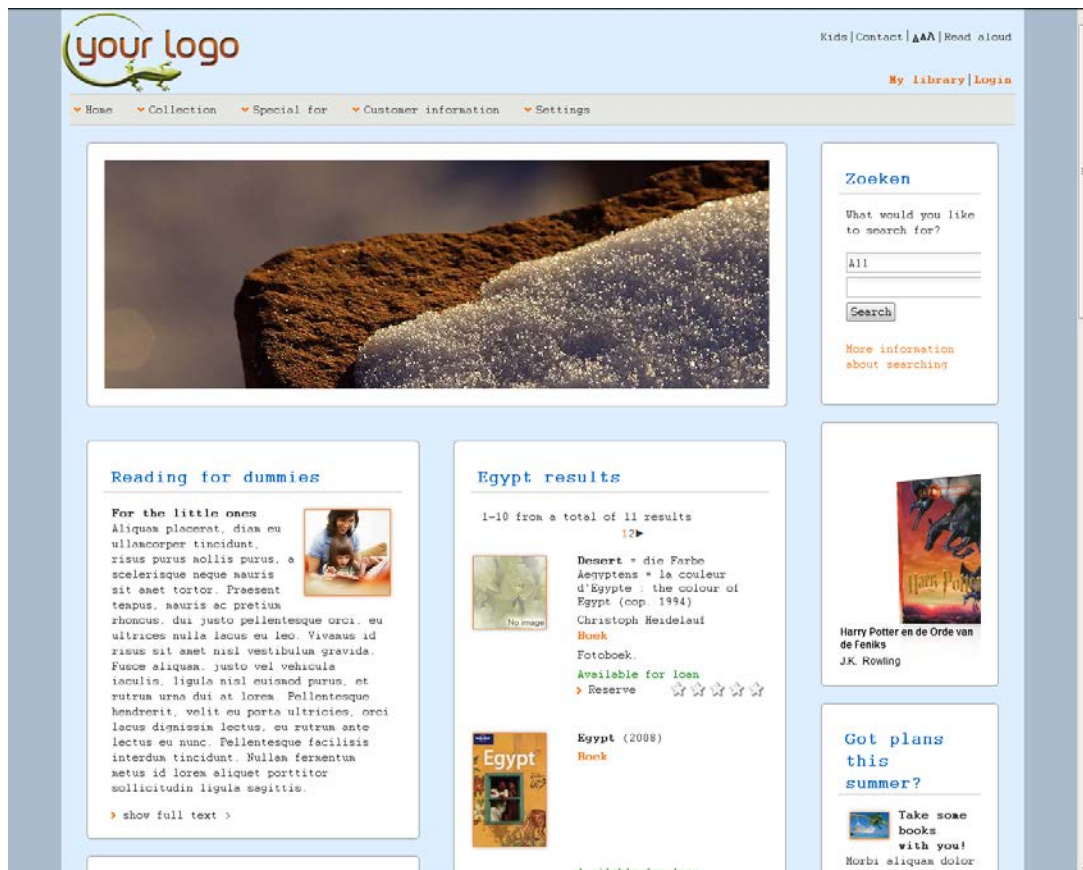 your logo
Kids|Contact|AAA|Read aloud
My library|Login
Home Collection Special for Customer information Settings
Zoeken
What would you like
to search for?
All
Search
More information
about searching
Reading for dummies
For the little ones
Aliquam placerat, diam eu
ullamcorper tincidunt,
risus purus mollis purus, a
scelerisque neque mauris
sit amet tortor. Praesent
tempus, mauris ac pretium
rhoncus, dui justo pellentesque orci, eu
ultrices nulla lacus eu leo. Vivamus id
risus sit amet nisl vestibulum gravida.
Fusce aliquam, justo vel vehicula
iaculis, ligula nisl euismod purus, et
rutrum urna dui at lorem. Pellentesque
hendrerit, velit eu porta ultricies, orci
lacus dignissim lectus, eu rutrum ante
lectus eu nunc. Pellentesque facilisis
interdum tincidunt. Nullam fermentum
metus id lorem aliquet porttitor
sollicitudin ligula sagittis.
show full text >
Egypt results
1-10 from a total of 11 results
12
No image
Desert = die Farbe
Aegyptens = la couleur
d'Egypte : the colour of
Egypt (cop. 1994)
Christoph Heidelauf
Boek
Fotoboek.
Available for loan
Reserve
Egypt
Egypt (2008)
Boek
Harry Potter
Harry Potter en de Orde van
de Feniks
J.K. Rowling
Got plans
this
summer?
Take some
books
with you!
Morbi aliquam dolor